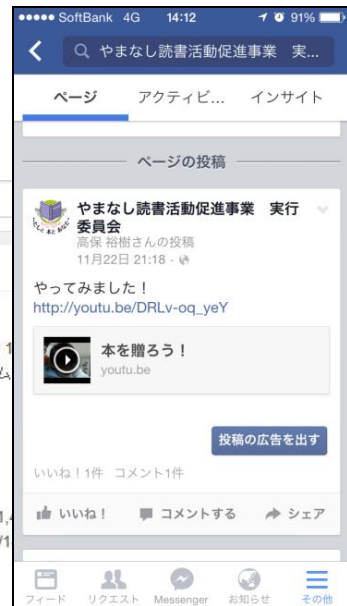 SoftBank 4G 14:12 91%
やまなし読書活動促進事業 実...
ページ アクティビ... インサイト
ページの投稿
やまなし読書活動促進事業 実行
委員会
高保 裕樹さんの投稿
11月22日 21:18
やってみました！
http://youtu.be/DRLv-oq_yeY
本を贈ろう！
youtu.be
投稿の広告を出す
いいね！1件 コメント1件
いいね！ コメントする シェア
フィード リクエスト Messenger お知らせ その他